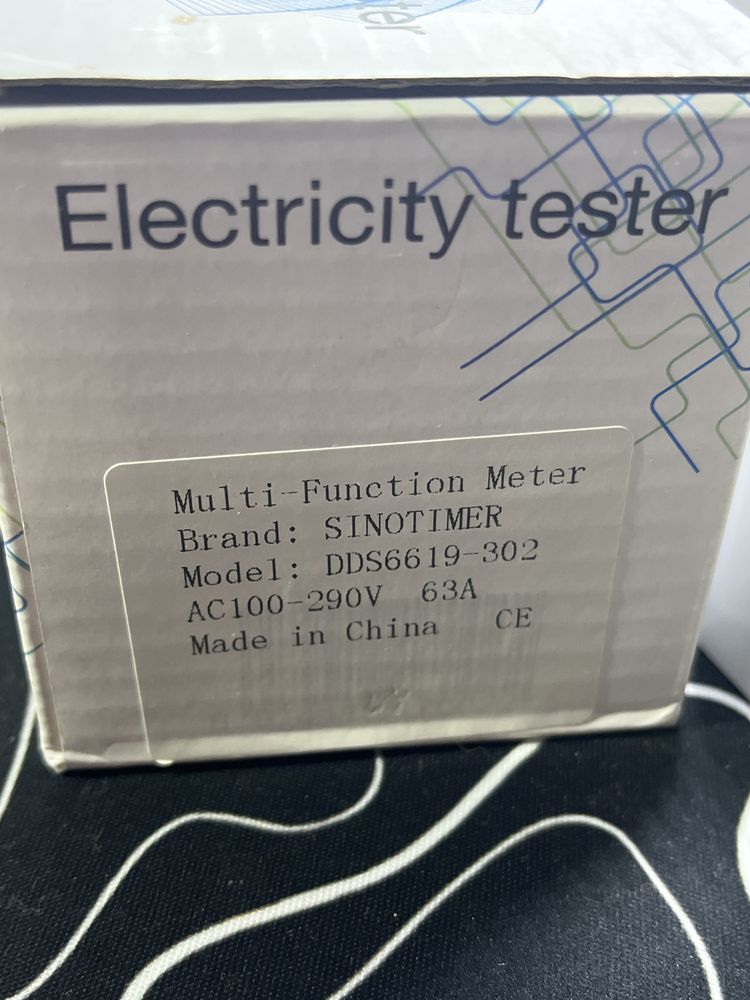 Electricity tester
Multi-Function Meter
Brand: SINOTIMER
Model: DDS6619-302
AC100-290V 63A
Made in China CE